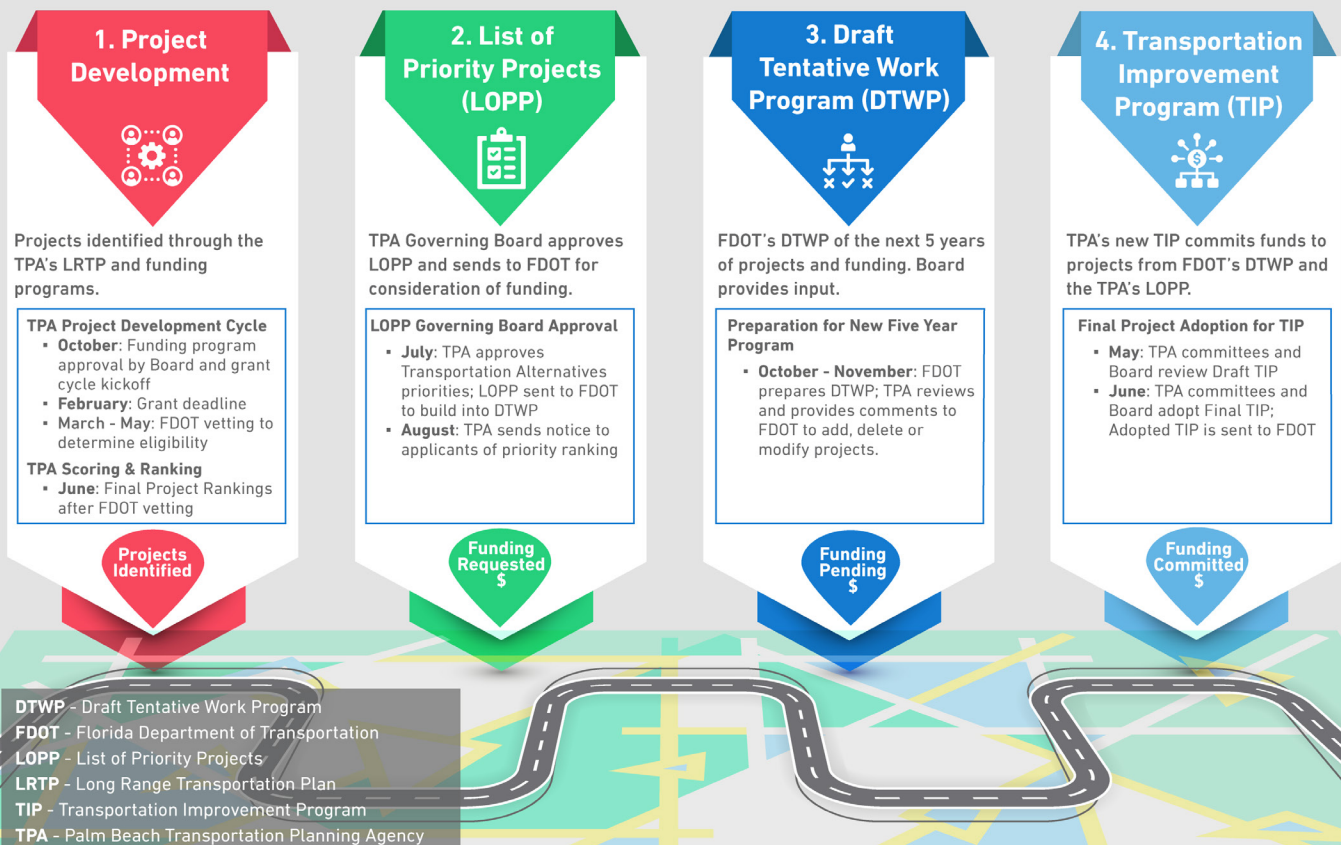 1. Project
Development
Projects identified through the
TPA's LRTP and funding
programs.
TPA Project Development Cycle
▪ October: Funding program
approval by Board and grant
cycle kickoff
▪ February: Grant deadline
▪ March - May: FDOT vetting to
determine eligibility
TPA Scoring & Ranking
▪ June: Final Project Rankings
after FDOT vetting
Projects
Identified
2. List of
Priority Projects
(LOPP)
TPA Governing Board approves
LOPP and sends to FDOT for
consideration of funding.
LOPP Governing Board Approval
▪ July: TPA approves
Transportation Alternatives
priorities; LOPP sent to FDOT
to build into DTWP
▪ August: TPA sends notice to
applicants of priority ranking
Funding
Requested
$
3. Draft
Tentative Work
Program (DTWP)
FDOT's DTWP of the next 5 years
of projects and funding. Board
provides input.
Preparation for New Five Year
Program
▪ October - November: FDOT
prepares DTWP; TPA reviews
and provides comments to
FDOT to add, delete or
modify projects.
Funding
Pending
$
4. Transportation
Improvement
Program (TIP)
$
TPA's new TIP commits funds to
projects from FDOT's DTWP and
the TPA's LOPP.
Final Project Adoption for TIP
▪ May: TPA committees and
Board review Draft TIP
▪ June: TPA committees and
Board adopt Final TIP;
Adopted TIP is sent to FDOT
Funding
Committed
$
DTWP - Draft Tentative Work Program
FDOT - Florida Department of Transportation
LOPP - List of Priority Projects
LRTP - Long Range Transportation Plan
TIP - Transportation Improvement Program
TPA - Palm Beach Transportation Planning Agency